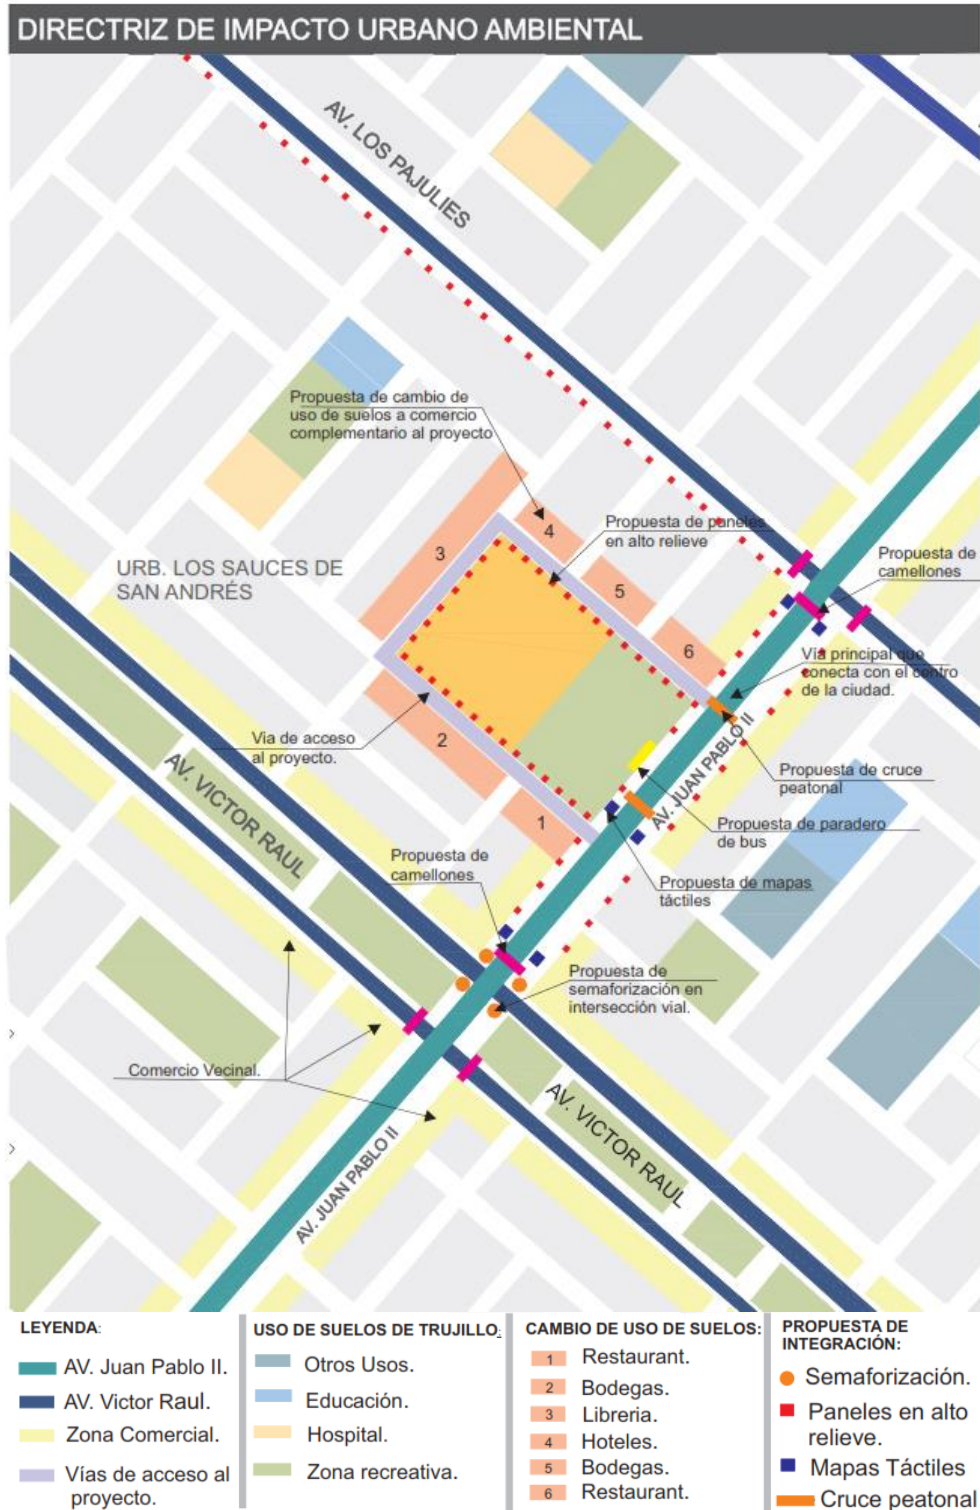 DIRECTRIZ DE IMPACTO URBANO AMBIENTAL
AV. LOS PAJULIES
Propuesta de cambio de
uso de suelos a comercio
complementario al proyecto
4
3
Propuesta de paneles
en alto relieve
Propuesta de
camellones
URB. LOS SAUCES DE
SAN ANDRÉS
5
6
Vía principal que
conecta con el centro
de la ciudad.
2
Via de acceso
al proyecto.
AV. VICTOR RAUL
AV. JUAN PABLO II
Propuesta de cruce
peatonal
1
Propuesta de paradero
de bus
Propuesta de
camellones
Propuesta de mapas
táctiles
Propuesta de
semaforización en
intersección vial.
Comercio Vecinal.
AV. VICTOR RAUL
AV. JUAN PABLO II
LEYENDA:
AV. Juan Pablo II.
AV. Victor Raul.
Zona Comercial.
Vías de acceso al
proyecto.
USO DE SUELOS DE TRUJILLO:
Otros Usos.
Educación.
Hospital.
Zona recreativa.
CAMBIO DE USO DE SUELOS:
1 Restaurant.
2 Bodegas.
3 Libreria.
4 Hoteles.
5 Bodegas.
6 Restaurant.
PROPUESTA DE
INTEGRACIÓN:
Semaforización.
Paneles en alto
relieve.
Mapas Táctiles
Cruce peatonal